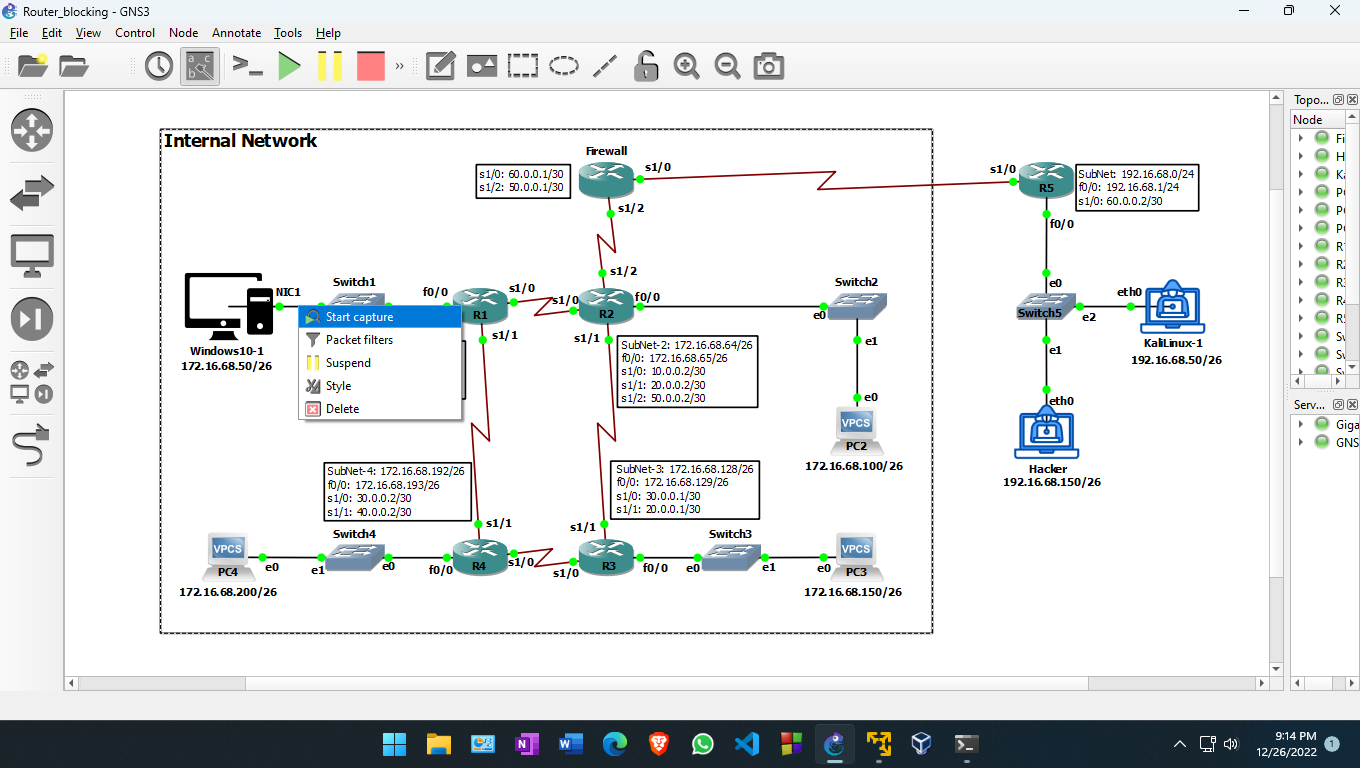 Router_blocking - GNS3
File Edit View Control Node Annotate Tools Help
Topo...
Node
Fi
H
Ka
P
P
P
R
R
R
R
R
Sv
Sv
Serv...
Giga
GNS
Internal Network
Firewall
s1/0: 60.0.0.1/30
s1/2: 50.0.0.1/30
s1/0
s1/2
s1/2
s1/0
R5
SubNet: 192.16.68.0/24
f0/0: 192.16.68.1/24
s1/0: 60.0.0.2/30
f0/0
NIC1
Switch1
f0/0
s1/0
R1
s1/1
s1/0
f0/0
R2
s1/1
Windows10-1
172.16.68.50/26
Start capture
Packet filters
Suspend
Style
Delete
SubNet-2: 172.16.68.64/26
f0/0: 172.16.68.65/26
s1/0: 10.0.0.2/30
s1/1: 20.0.0.2/30
s1/2: 50.0.0.2/30
Switch2
e0
e1
e0
VPCS
PC2
172.16.68.100/26
e0
Switch5
e2
e1
eth0
KaliLinux-1
192.16.68.50/26
eth0
Hacker
192.16.68.150/26
SubNet-4: 172.16.68.192/26
f0/0: 172.16.68.193/26
s1/0: 30.0.0.2/30
s1/1: 40.0.0.2/30
SubNet-3: 172.16.68.128/26
f0/0: 172.16.68.129/26
s1/0: 30.0.0.1/30
s1/1: 20.0.0.1/30
VPCS
PC4
172.16.68.200/26
e0
Switch4
e1
e0
s1/1
f0/0
R4
s1/0
s1/1
s1/0
R3
f0/0
Switch3
e0
e1
e0
VPCS
PC3
172.16.68.150/26
9:14 PM
12/26/2022
1